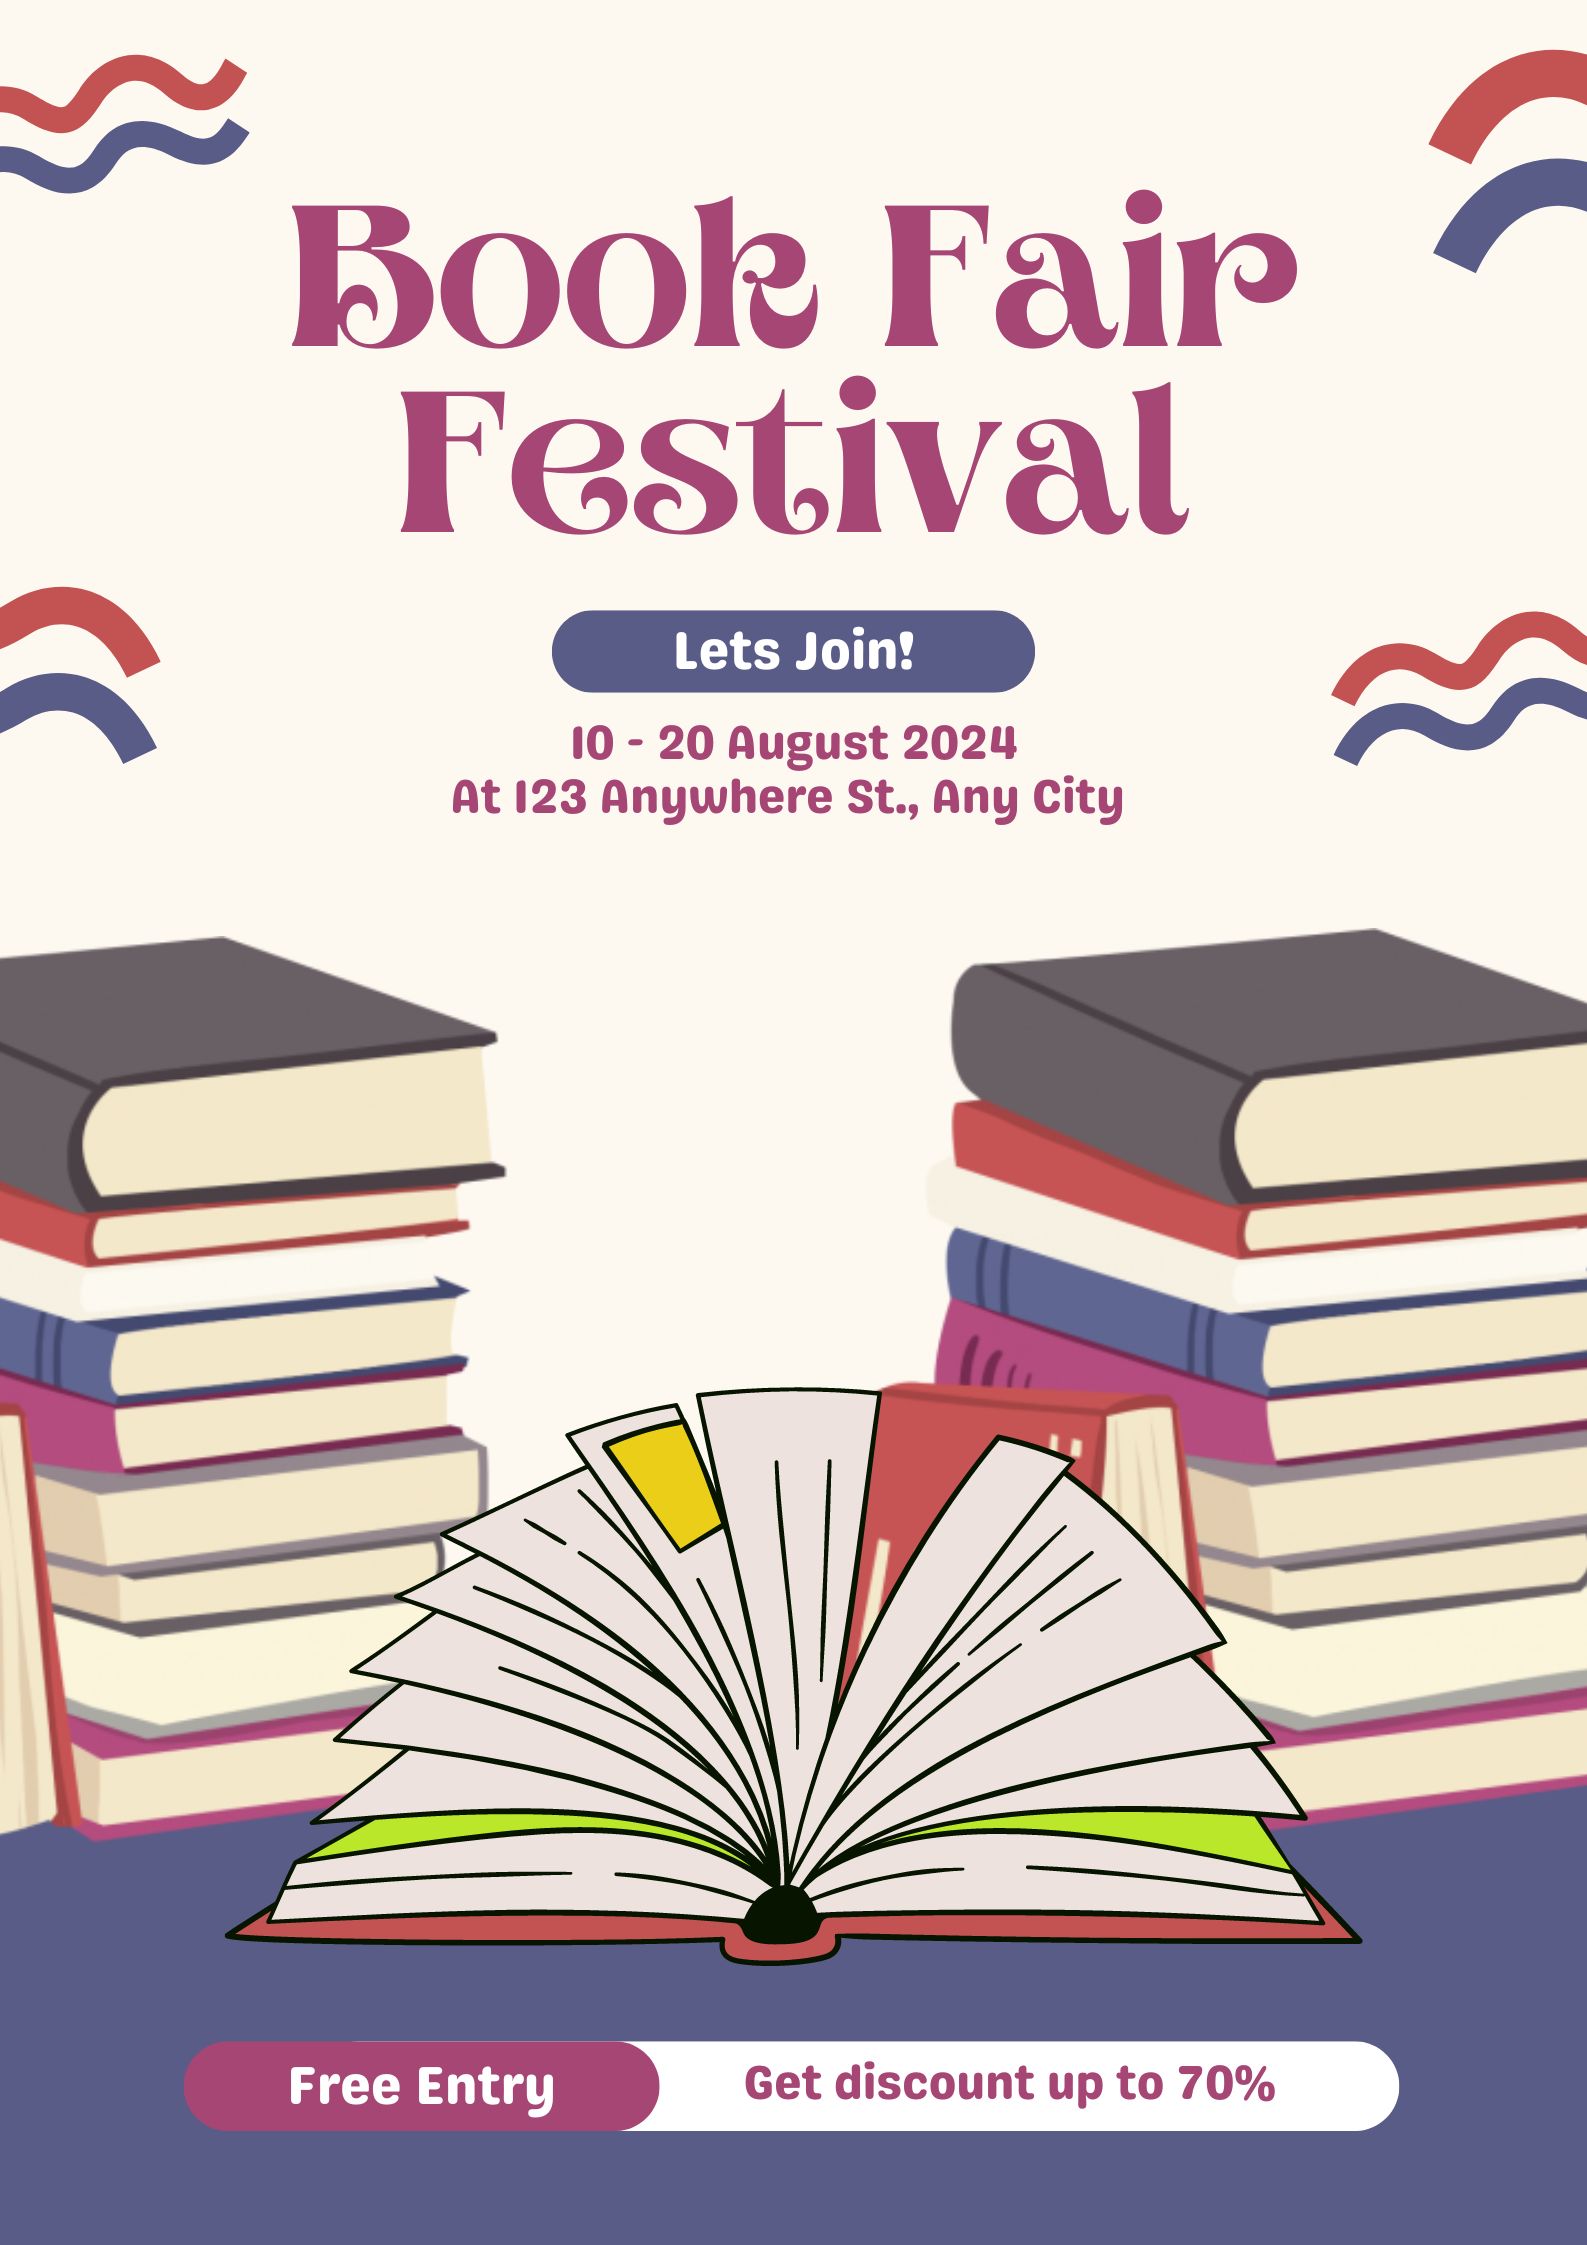 Book Fair
Festival
Lets Join!
10 - 20 August 2024
At 123 Anywhere St., Any City
Free Entry
Get discount up to 70%